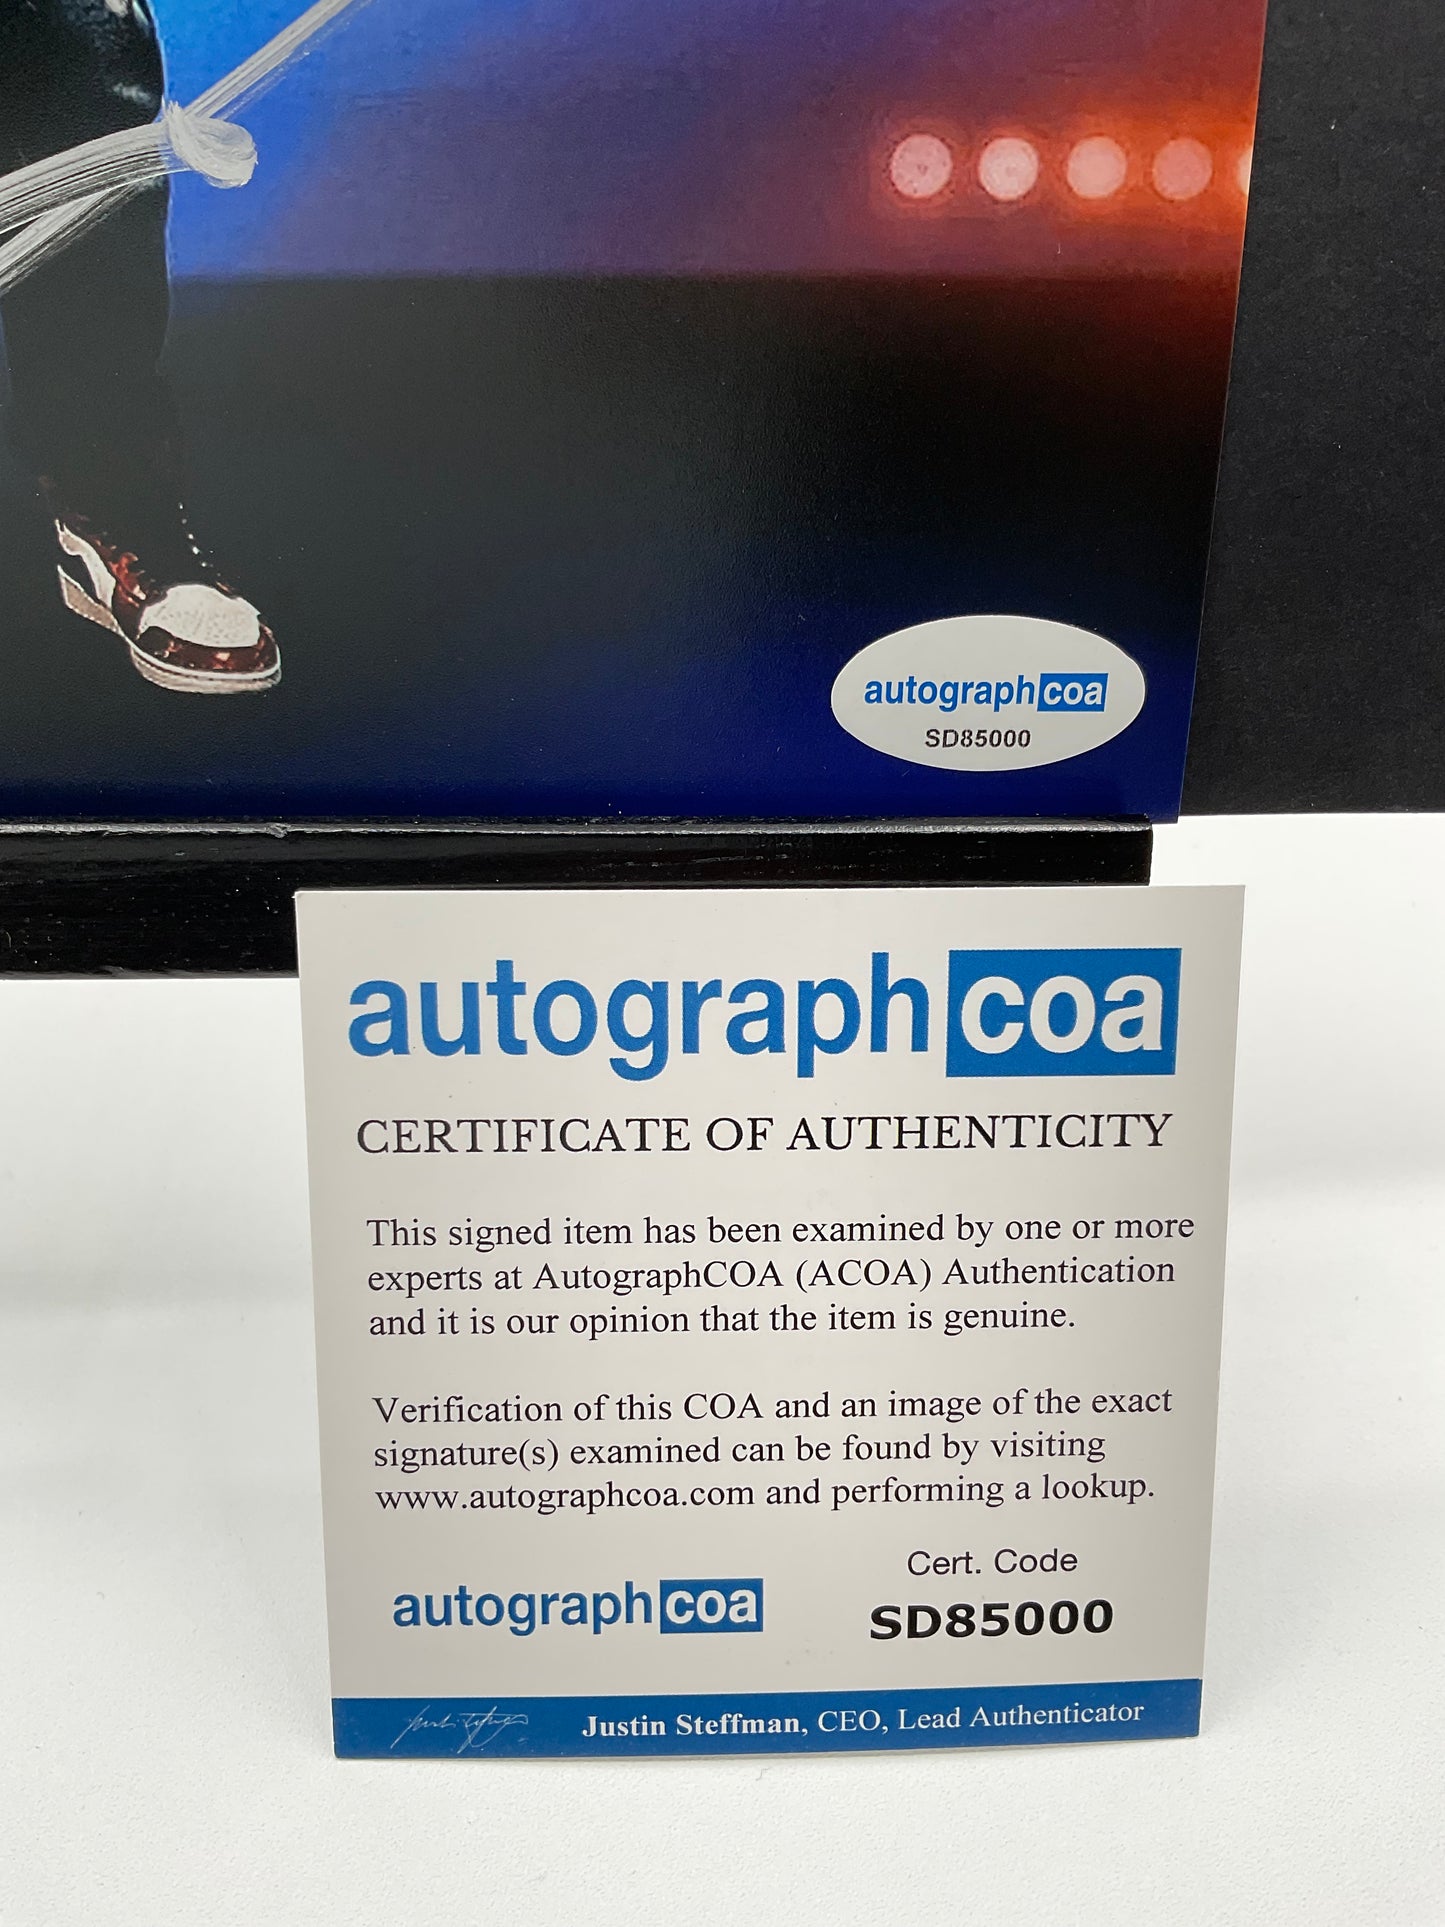 autographcoa
SD85000
autographcoa
CERTIFICATE OF AUTHENTICITY
This signed item has been examined by one or more
experts at AutographCOA (ACOA) Authentication
and it is our opinion that the item is genuine.
Verification of this COA and an image of the exact
signature(s) examined can be found by visiting
www.autographcoa.com and performing a lookup.
Cert. Code
autographcoa SD85000
Justin Steffman, CEO, Lead Authenticator